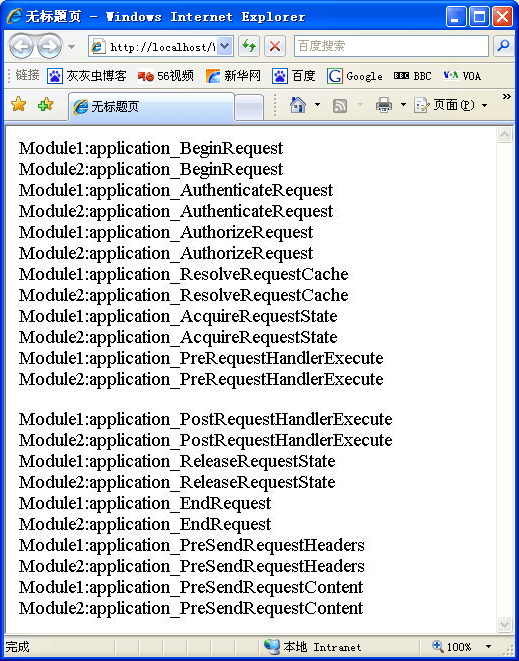 无标题页 - Windows Internet Explorer
http://localhost/
百度搜索
链接 灰灰虫博客 56视频 新华网 百度 Google BBC BBC VOA VOA
无标题页 页面(P) »
Module1:application_BeginRequest
Module2:application_BeginRequest
Module1:application_AuthenticateRequest
Module2:application_AuthenticateRequest
Module1:application_AuthorizeRequest
Module2:application_AuthorizeRequest
Module1:application_ResolveRequestCache
Module2:application_ResolveRequestCache
Module1:application_AcquireRequestState
Module2:application_AcquireRequestState
Module1:application_PreRequestHandlerExecute
Module2:application_PreRequestHandlerExecute
Module1:application_PostRequestHandlerExecute
Module2:application_PostRequestHandlerExecute
Module1:application_ReleaseRequestState
Module2:application_ReleaseRequestState
Module1:application_EndRequest
Module2:application_EndRequest
Module1:application_PreSendRequestHeaders
Module2:application_PreSendRequestHeaders
Module1:application_PreSendRequestContent
Module2:application_PreSendRequestContent
完成 本地 Intranet 100%